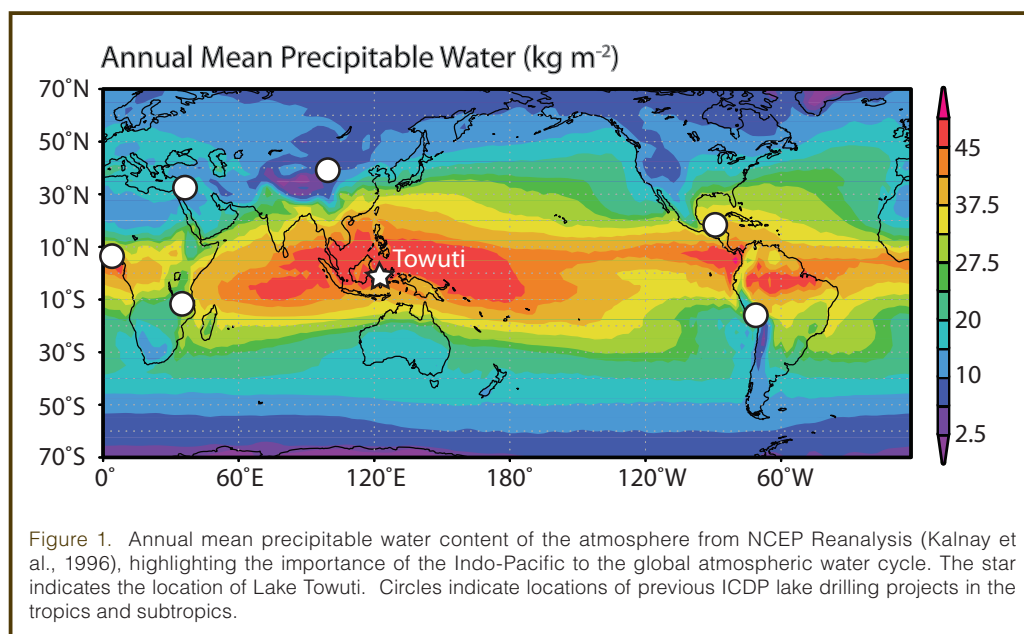 Annual Mean Precipitable Water (kg m⁻²)
70˚N
50˚N
30˚N
10˚N
10˚S
30˚S
50˚S
70˚S
Towuti
0˚
60˚E
120˚E
180˚
120˚W
60˚W
45
37.5
27.5
20
10
2.5
Figure 1. Annual mean precipitable water content of the atmosphere from NCEP Reanalysis (Kalnay et
al., 1996), highlighting the importance of the Indo-Pacific to the global atmospheric water cycle. The star
indicates the location of Lake Towuti. Circles indicate locations of previous ICDP lake drilling projects in the
tropics and subtropics.